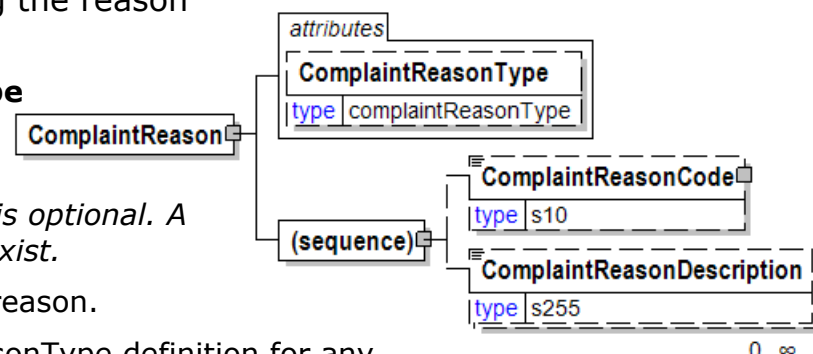 g the reason
attributes
ComplaintReasonType
type complaintReasonType
pe
ComplaintReason
ComplaintReasonCode
type s10
is optional. A
(sequence)
xist.
ComplaintReasonDescription
reason.
type s255
sonType definition for any
0 ∞